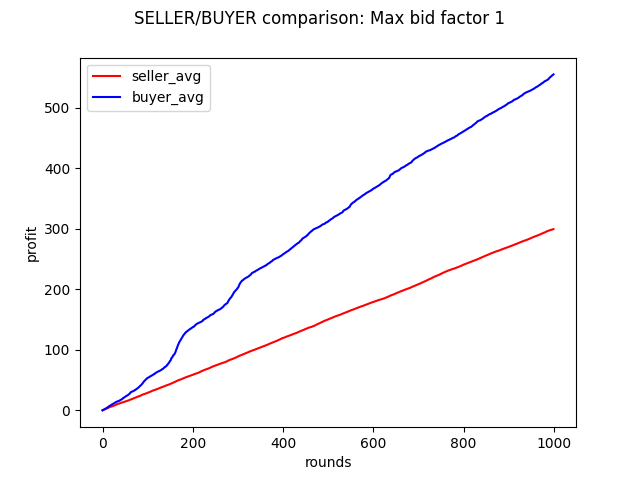 SELLER/BUYER comparison: Max bid factor 1
seller_avg
buyer_avg
500
400
300
200
100
0
profit
0 200 400 600 800 1000
rounds